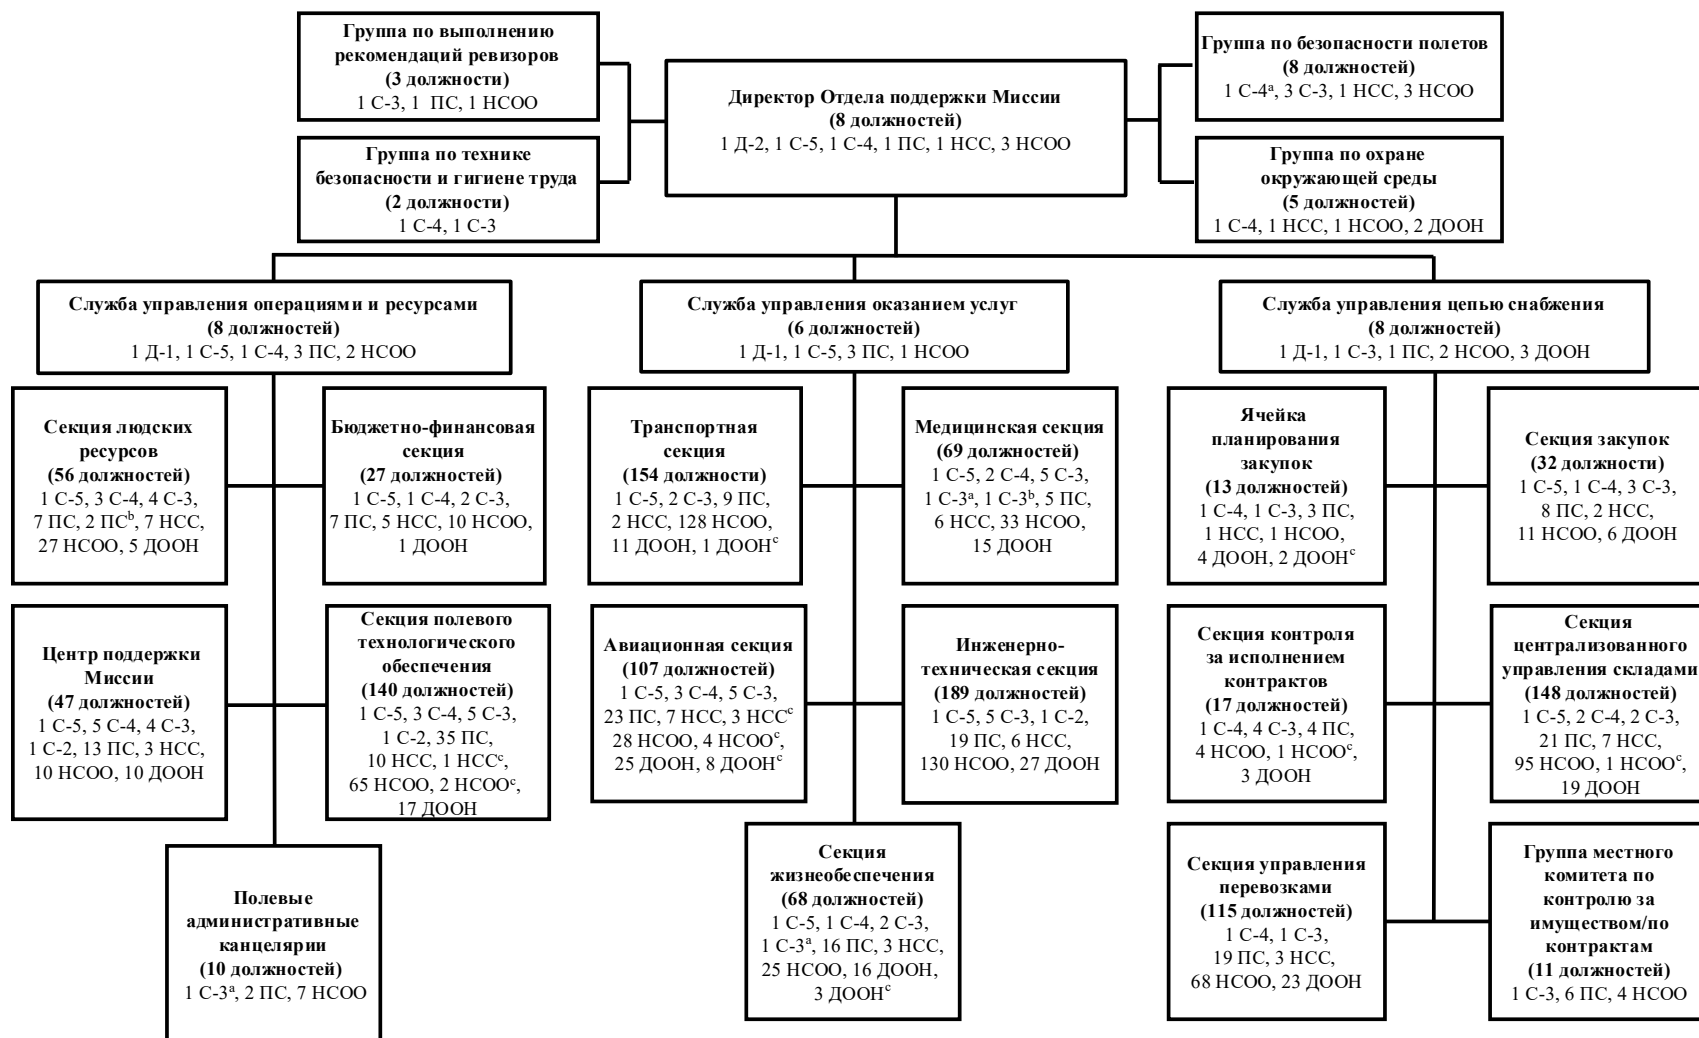 Группа по выполнению
рекомендаций ревизоров
(3 должности)
1 С-3, 1 ПС, 1 НСОО
Группа по технике
безопасности и гигиене труда
(2 должности)
1 С-4, 1 С-3
Директор Отдела поддержки Миссии
(8 должностей)
1 Д-2, 1 С-5, 1 С-4, 1 ПС, 1 НСС, 3 НСОО
Группа по безопасности полетов
(8 должностей)
1 С-4ᵃ, 3 С-3, 1 НСС, 3 НСОО
Группа по охране
окружающей среды
(5 должностей)
1 С-4, 1 НСС, 1 НСОО, 2 ДООН
Служба управления операциями и ресурсами
(8 должностей)
1 Д-1, 1 С-5, 1 С-4, 3 ПС, 2 НСОО
Служба управления оказанием услуг
(6 должностей)
1 Д-1, 1 С-5, 3 ПС, 1 НСОО
Служба управления цепью снабжения
(8 должностей)
1 Д-1, 1 С-3, 1 ПС, 2 НСОО, 3 ДООН
Секция людских
ресурсов
(56 должностей)
1 С-5, 3 С-4, 4 С-3,
7 ПС, 2 ПСᵇ, 7 НСС,
27 НСОО, 5 ДООН
Бюджетно-финансовая
секция
(27 должностей)
1 С-5, 1 С-4, 2 С-3,
7 ПС, 5 НСС, 10 НСОО,
1 ДООН
Транспортная
секция
(154 должности)
1 С-5, 2 С-3, 9 ПС,
2 НСС, 128 НСОО,
11 ДООН, 1 ДООНᶜ
Медицинская секция
(69 должностей)
1 С-5, 2 С-4, 5 С-3,
1 С-3ᵃ, 1 С-3ᵇ, 5 ПС,
6 НСС, 33 НСОО,
15 ДООН
Ячейка
планирования
закупок
(13 должностей)
1 С-4, 1 С-3, 3 ПС,
1 НСС, 1 НСОО,
4 ДООН, 2 ДООНᶜ
Секция закупок
(32 должности)
1 С-5, 1 С-4, 3 С-3,
8 ПС, 2 НСС,
11 НСОО, 6 ДООН
Центр поддержки
Миссии
(47 должностей)
1 С-5, 5 С-4, 4 С-3,
1 С-2, 13 ПС, 3 НСС,
10 НСОО, 10 ДООН
Секция полевого
технологического
обеспечения
(140 должностей)
1 С-5, 3 С-4, 5 С-3,
1 С-2, 35 ПС,
10 НСС, 1 НССᶜ,
65 НСОО, 2 НСООᶜ,
17 ДООН
Авиационная секция
(107 должностей)
1 С-5, 3 С-4, 5 С-3,
23 ПС, 7 НСС, 3 НССᶜ
28 НСОО, 4 НСООᶜ,
25 ДООН, 8 ДООНᶜ
Инженерно-
техническая секция
(189 должностей)
1 С-5, 5 С-3, 1 С-2,
19 ПС, 6 НСС,
130 НСОО, 27 ДООН
Секция контроля
за исполнением
контрактов
(17 должностей)
1 С-4, 4 С-3, 4 ПС,
4 НСОО, 1 НСООᶜ,
3 ДООН
Секция
централизованного
управления складами
(148 должностей)
1 С-5, 2 С-4, 2 С-3,
21 ПС, 7 НСС,
95 НСОО, 1 НСООᶜ,
19 ДООН
Полевые
административные
канцелярии
(10 должностей)
1 С-3ᵃ, 2 ПС, 7 НСОО
Секция
жизнеобеспечения
(68 должностей)
1 С-5, 1 С-4, 2 С-3,
1 С-3ᵃ, 16 ПС, 3 НСС,
25 НСОО, 16 ДООН,
3 ДООНᶜ
Секция управления
перевозками
(115 должностей)
1 С-4, 1 С-3,
19 ПС, 3 НСС,
68 НСОО, 23 ДООН
Группа местного
комитета по
контролю за
имуществом/по
контрактам
(11 должностей)
1 С-3, 6 ПС, 4 НСОО